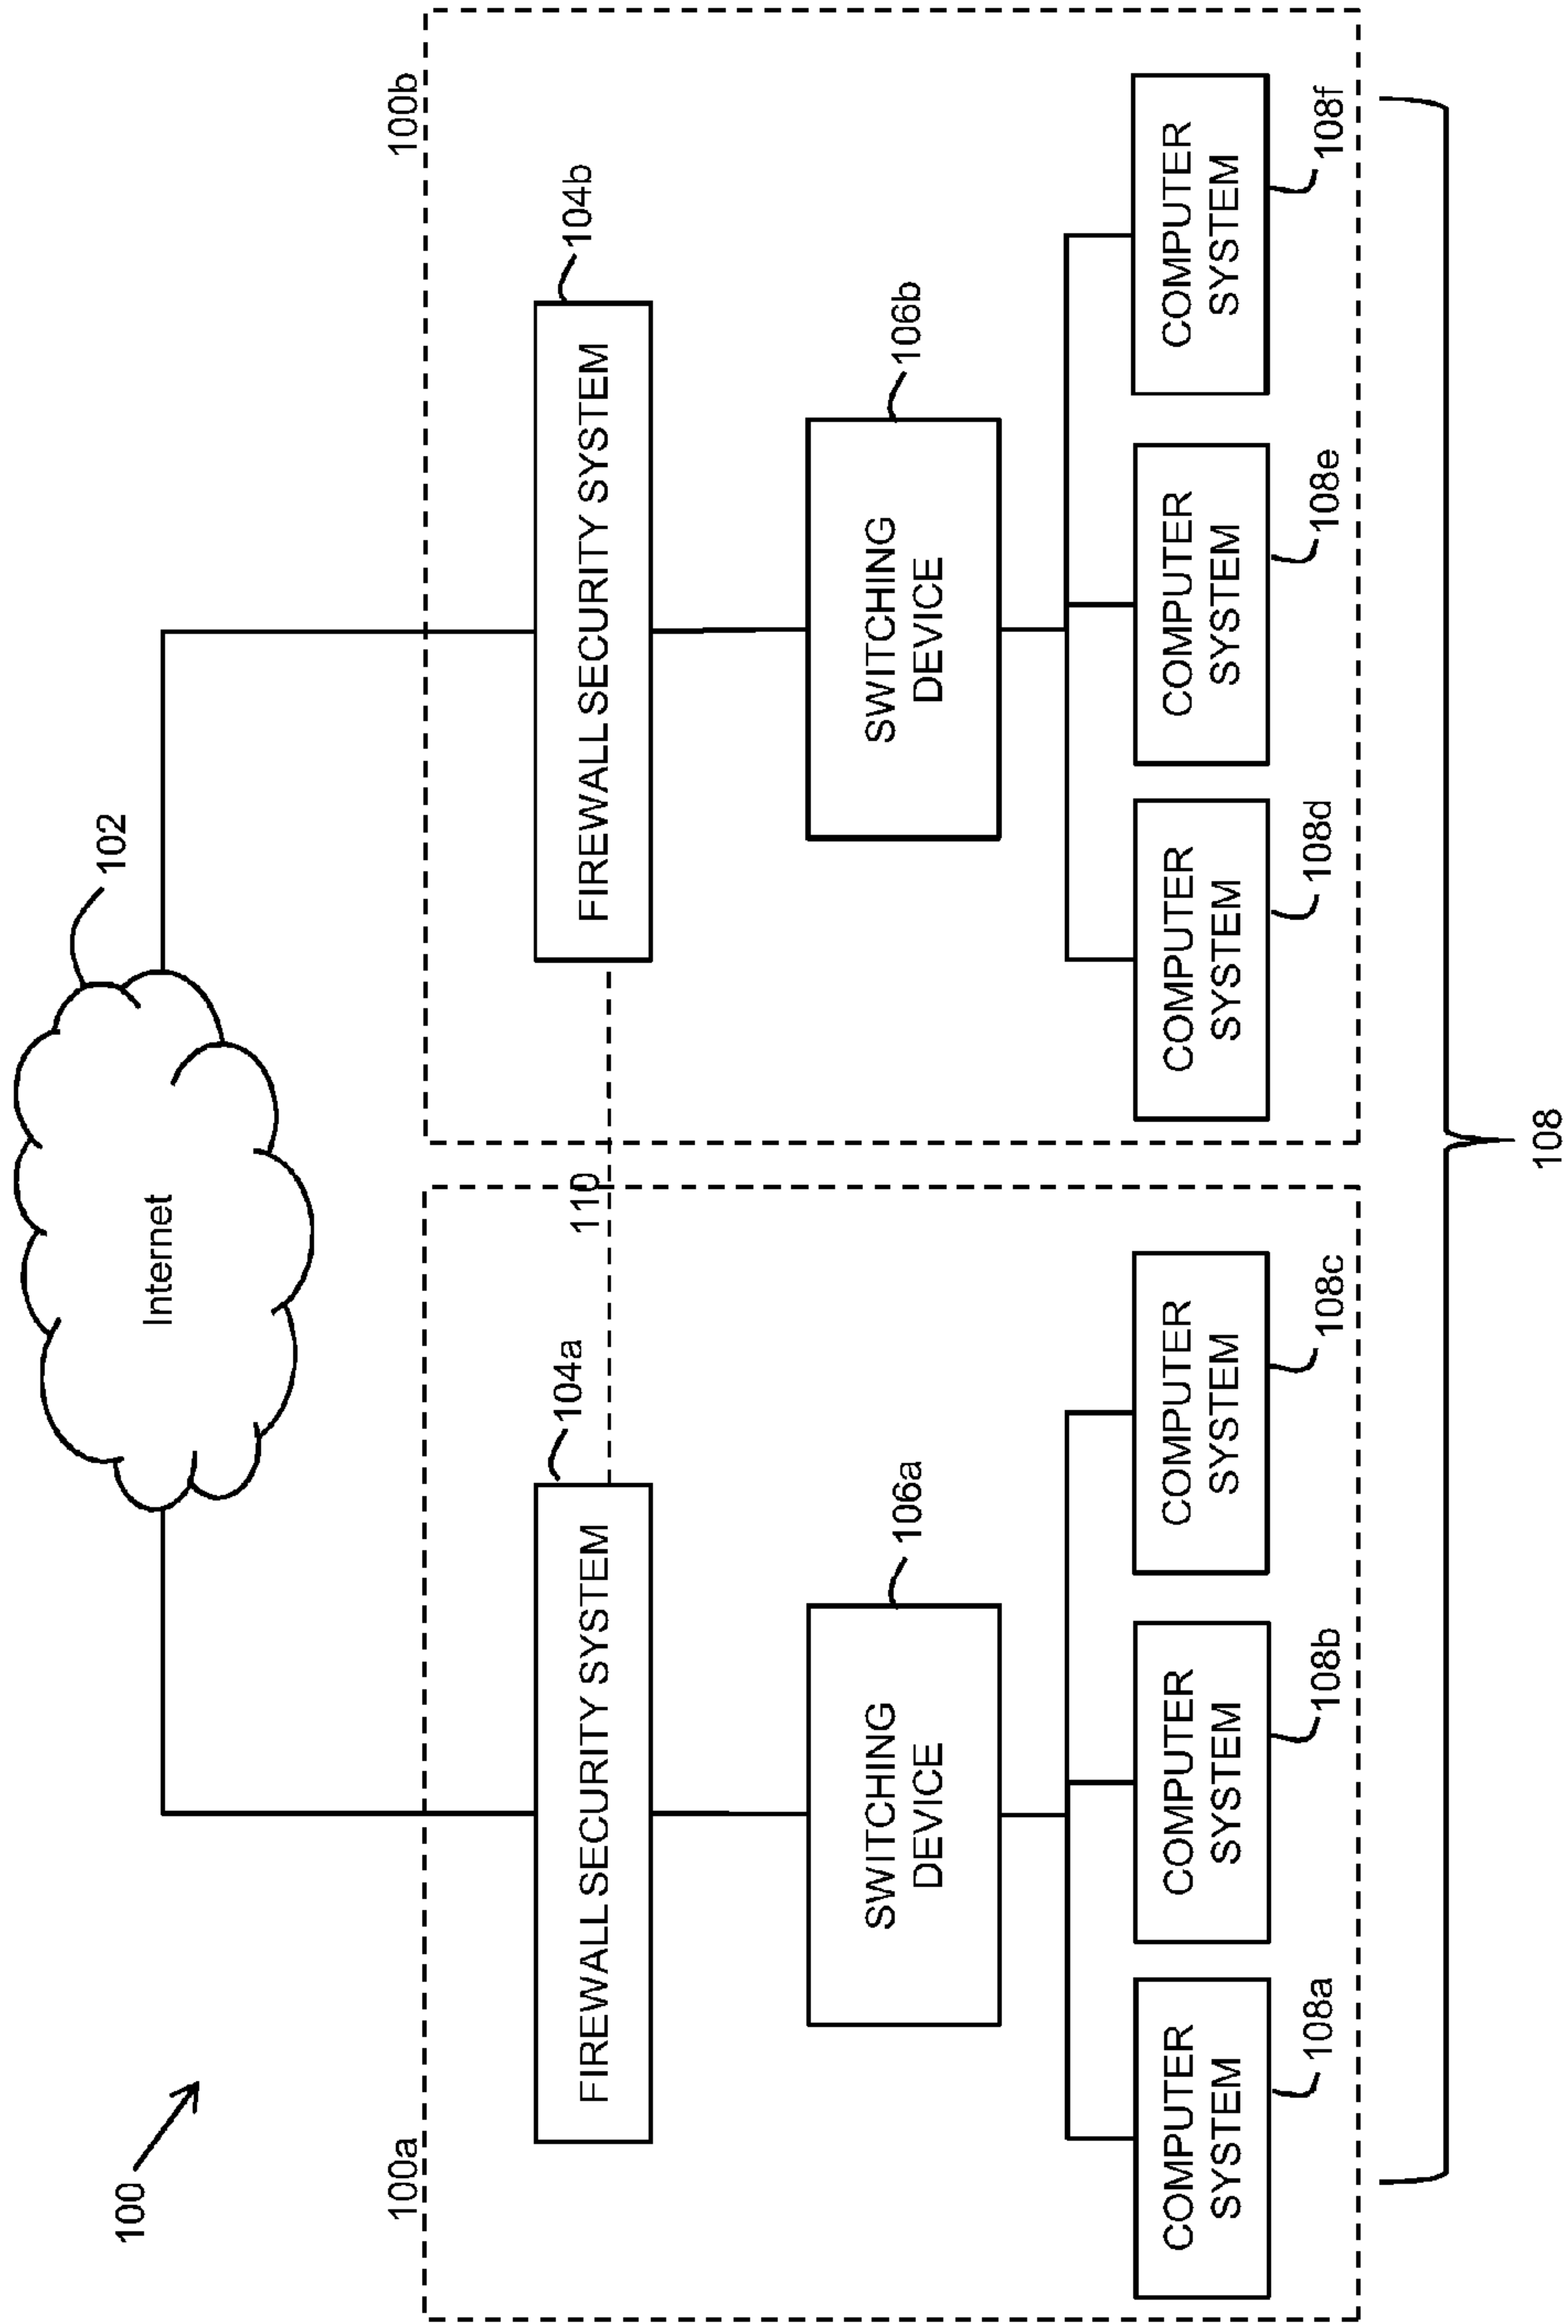 100
Internet
102
100a
100b
FIREWALL SECURITY SYSTEM
104a
110
FIREWALL SECURITY SYSTEM
104b
SWITCHING
DEVICE
106a
SWITCHING
DEVICE
106b
COMPUTER
SYSTEM
108a
COMPUTER
SYSTEM
108b
COMPUTER
SYSTEM
108c
COMPUTER
SYSTEM
108d
COMPUTER
SYSTEM
108e
COMPUTER
SYSTEM
108f
108